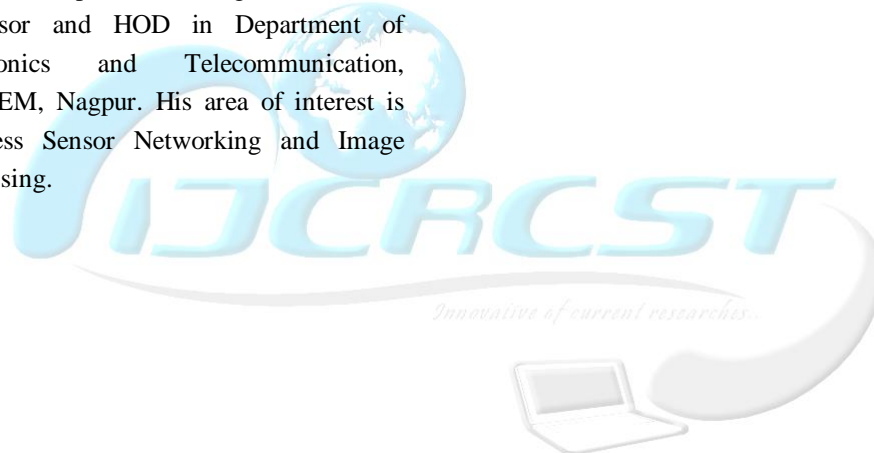 sor and HOD in Department of
onics and Telecommunication,
EM, Nagpur. His area of interest is
ess Sensor Networking and Image
sing.
IJCRCST
Innovative of current researches..